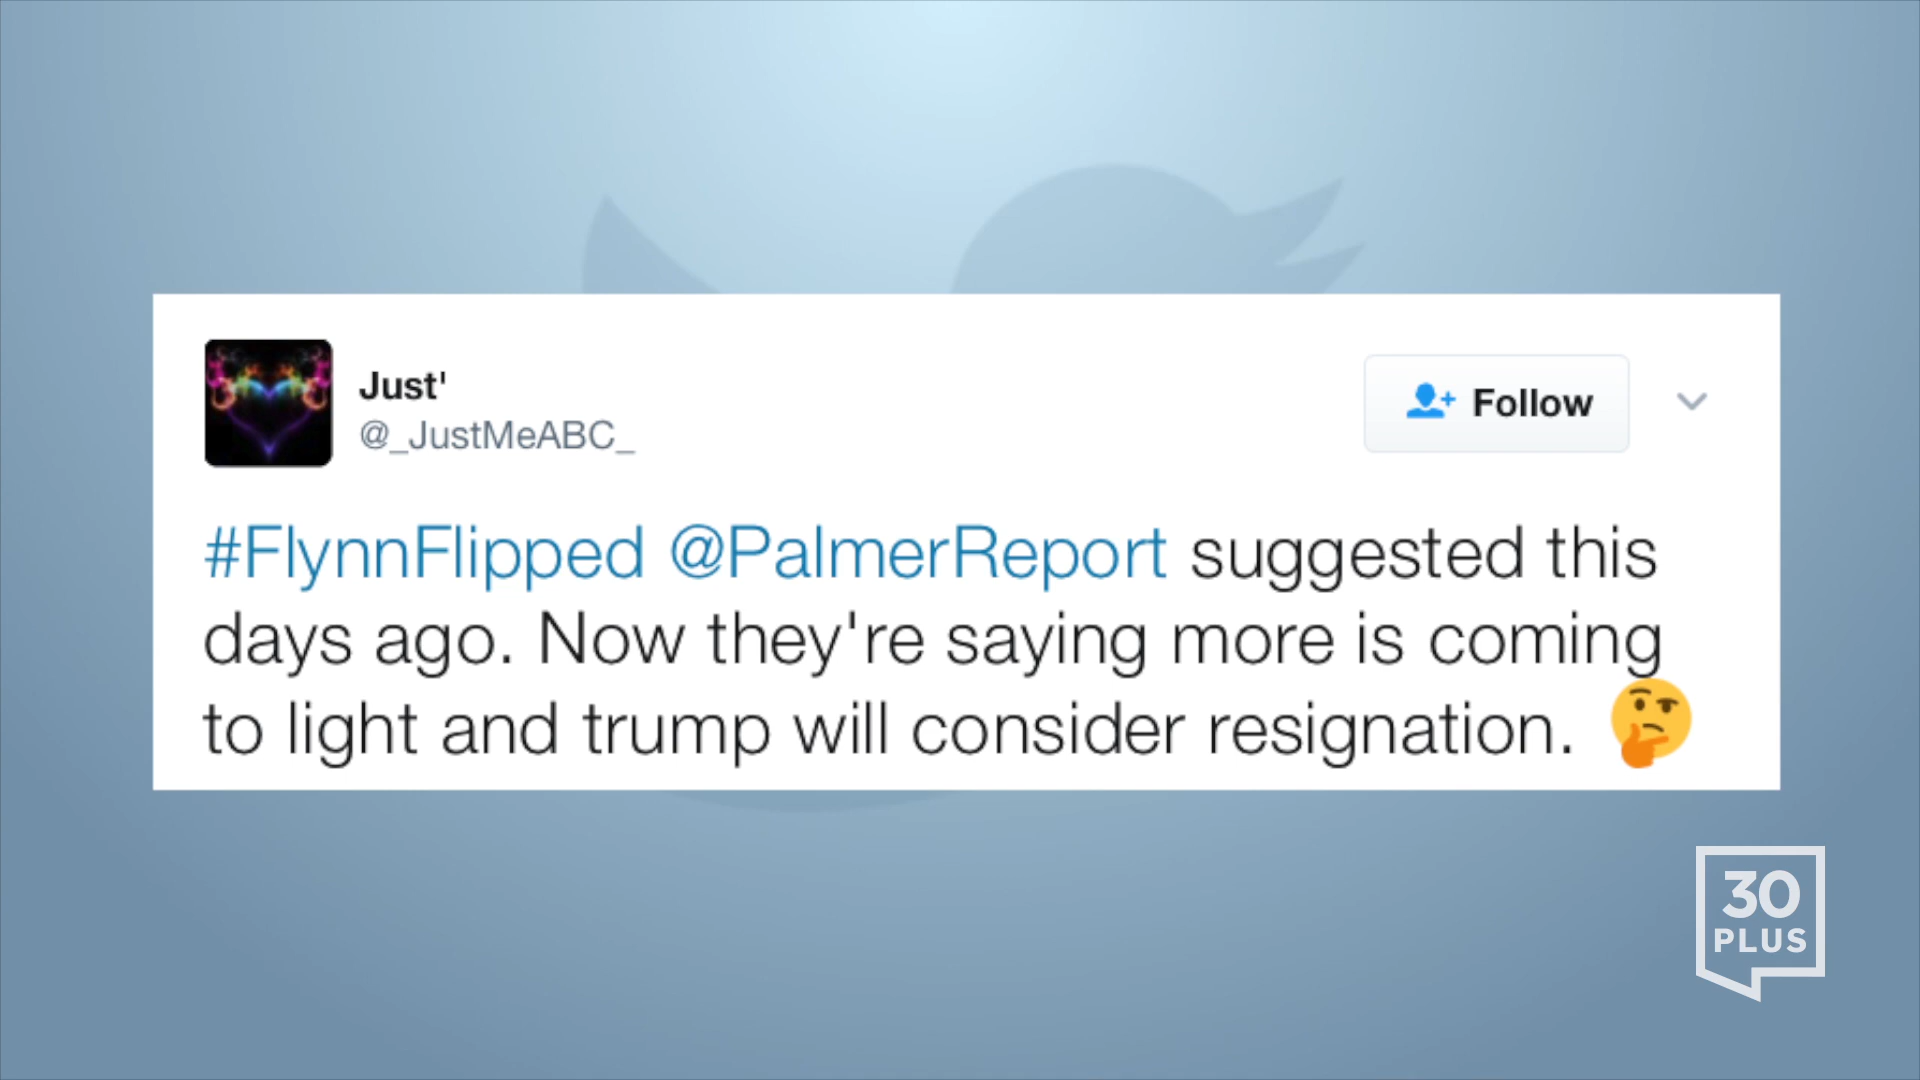 Just'
@_JustMeABC_
Follow
#FlynnFlipped @PalmerReport suggested this
days ago. Now they're saying more is coming
to light and trump will consider resignation. 🤔
30
PLUS